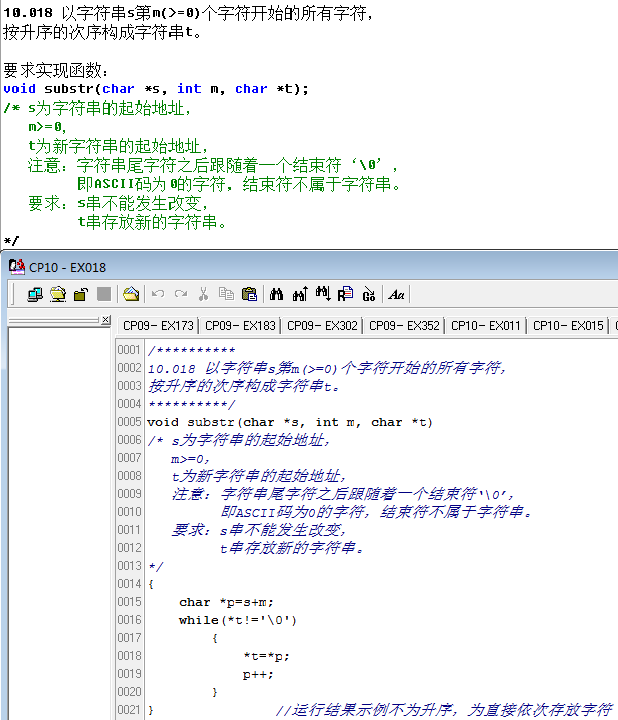 10.018 以字符串s第m(>=0)个字符开始的所有字符，
按升序的次序构成字符串t。
要求实现函数：
void substr(char *s, int m, char *t);
/* s为字符串的起始地址，
m>=0，
t为新字符串的起始地址，
注意：字符串尾字符之后跟随着一个结束符‘\0’，
即ASCII码为0的字符，结束符不属于字符串。
要求：s串不能发生改变，
t串存放新的字符串。
*/
CP10 - EX018
CP09- EX173 CP09- EX183 CP09- EX302 CP09- EX352 CP10- EX011 CP10- EX015
0001 /**********
0002 10.018 以字符串s第m(>=0)个字符开始的所有字符，
0003 按升序的次序构成字符串t。
0004 **********/
0005 void substr(char *s, int m, char *t)
0006 /* s为字符串的起始地址，
0007 m>=0，
0008 t为新字符串的起始地址，
0009 注意：字符串尾字符之后跟随着一个结束符‘\0’，
0010 即ASCII码为0的字符，结束符不属于字符串。
0011 要求：s串不能发生改变，
0012 t串存放新的字符串。
0013 */
0014 {
0015 char *p=s+m;
0016 while(*t!='\0')
0017 {
0018 *t=*p;
0019 p++;
0020 }
0021 } //运行结果示例不为升序，为直接依次存放字符